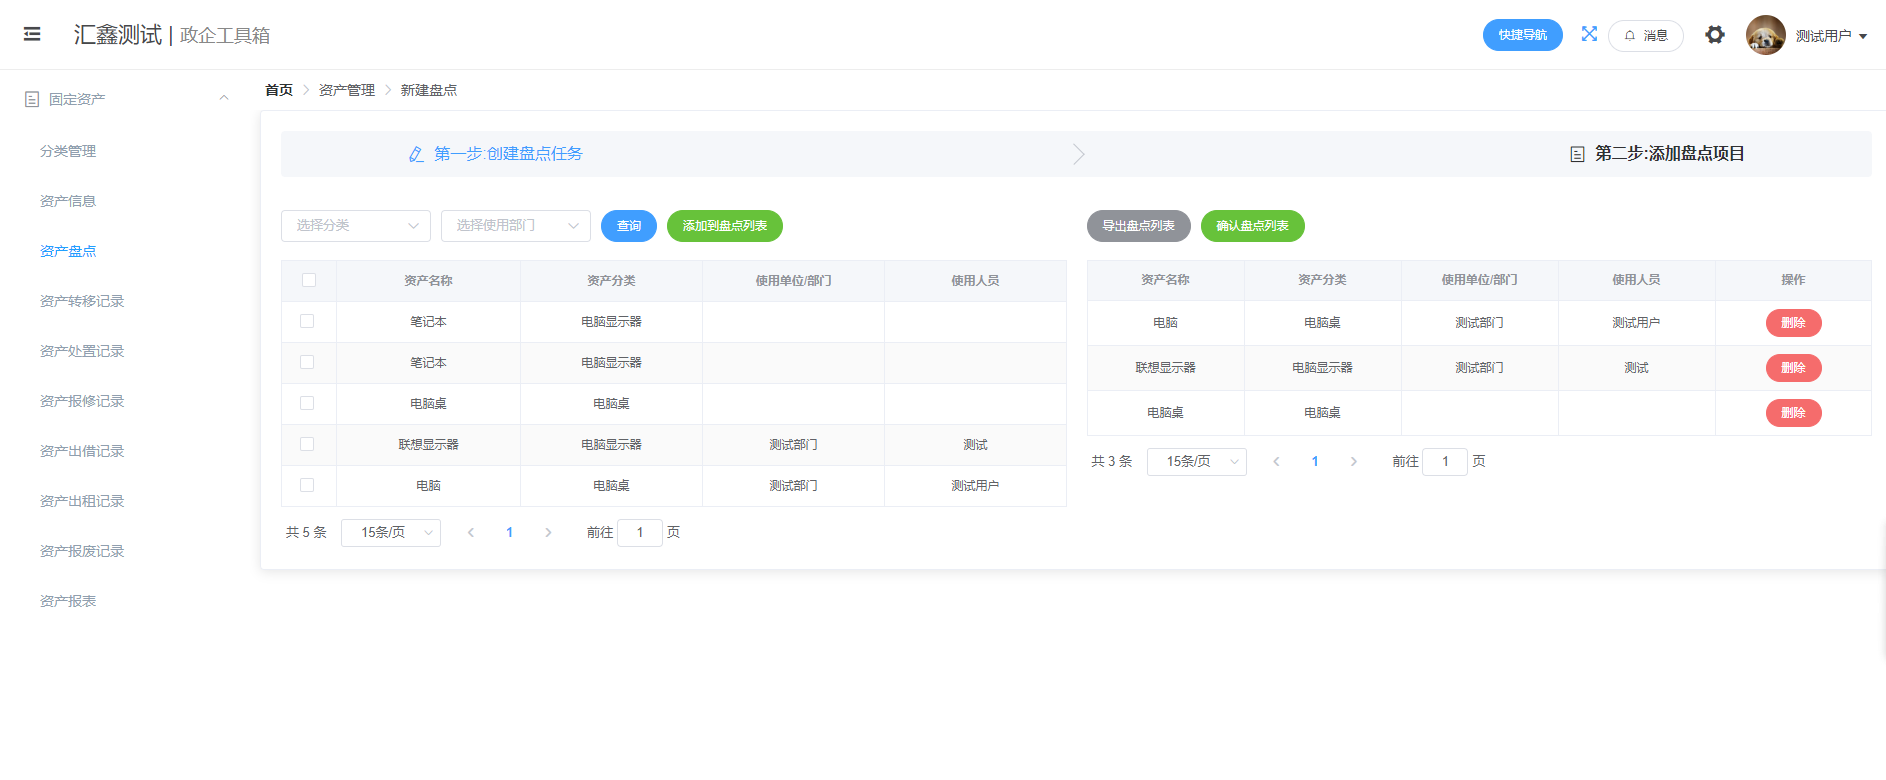 汇鑫测试 | 政企工具箱
快捷导航
消息
测试用户
固定资产
分类管理
资产信息
资产盘点
资产转移记录
资产处置记录
资产报修记录
资产出借记录
资产出租记录
资产报废记录
资产报表
首页 资产管理 新建盘点
第一步:创建盘点任务
第二步:添加盘点项目
选择分类 选择使用部门 查询 添加到盘点列表
资产名称 资产分类 使用单位/部门 使用人员
笔记本 电脑显示器
笔记本 电脑显示器
电脑桌 电脑桌
联想显示器 电脑显示器 测试部门 测试
电脑 电脑桌 测试部门 测试用户
共 5 条 15条/页 1 前往 1 页
导出盘点列表 确认盘点列表
资产名称 资产分类 使用单位/部门 使用人员 操作
电脑 电脑桌 测试部门 测试用户 删除
联想显示器 电脑显示器 测试部门 测试 删除
电脑桌 电脑桌 删除
共 3 条 15条/页 1 前往 1 页